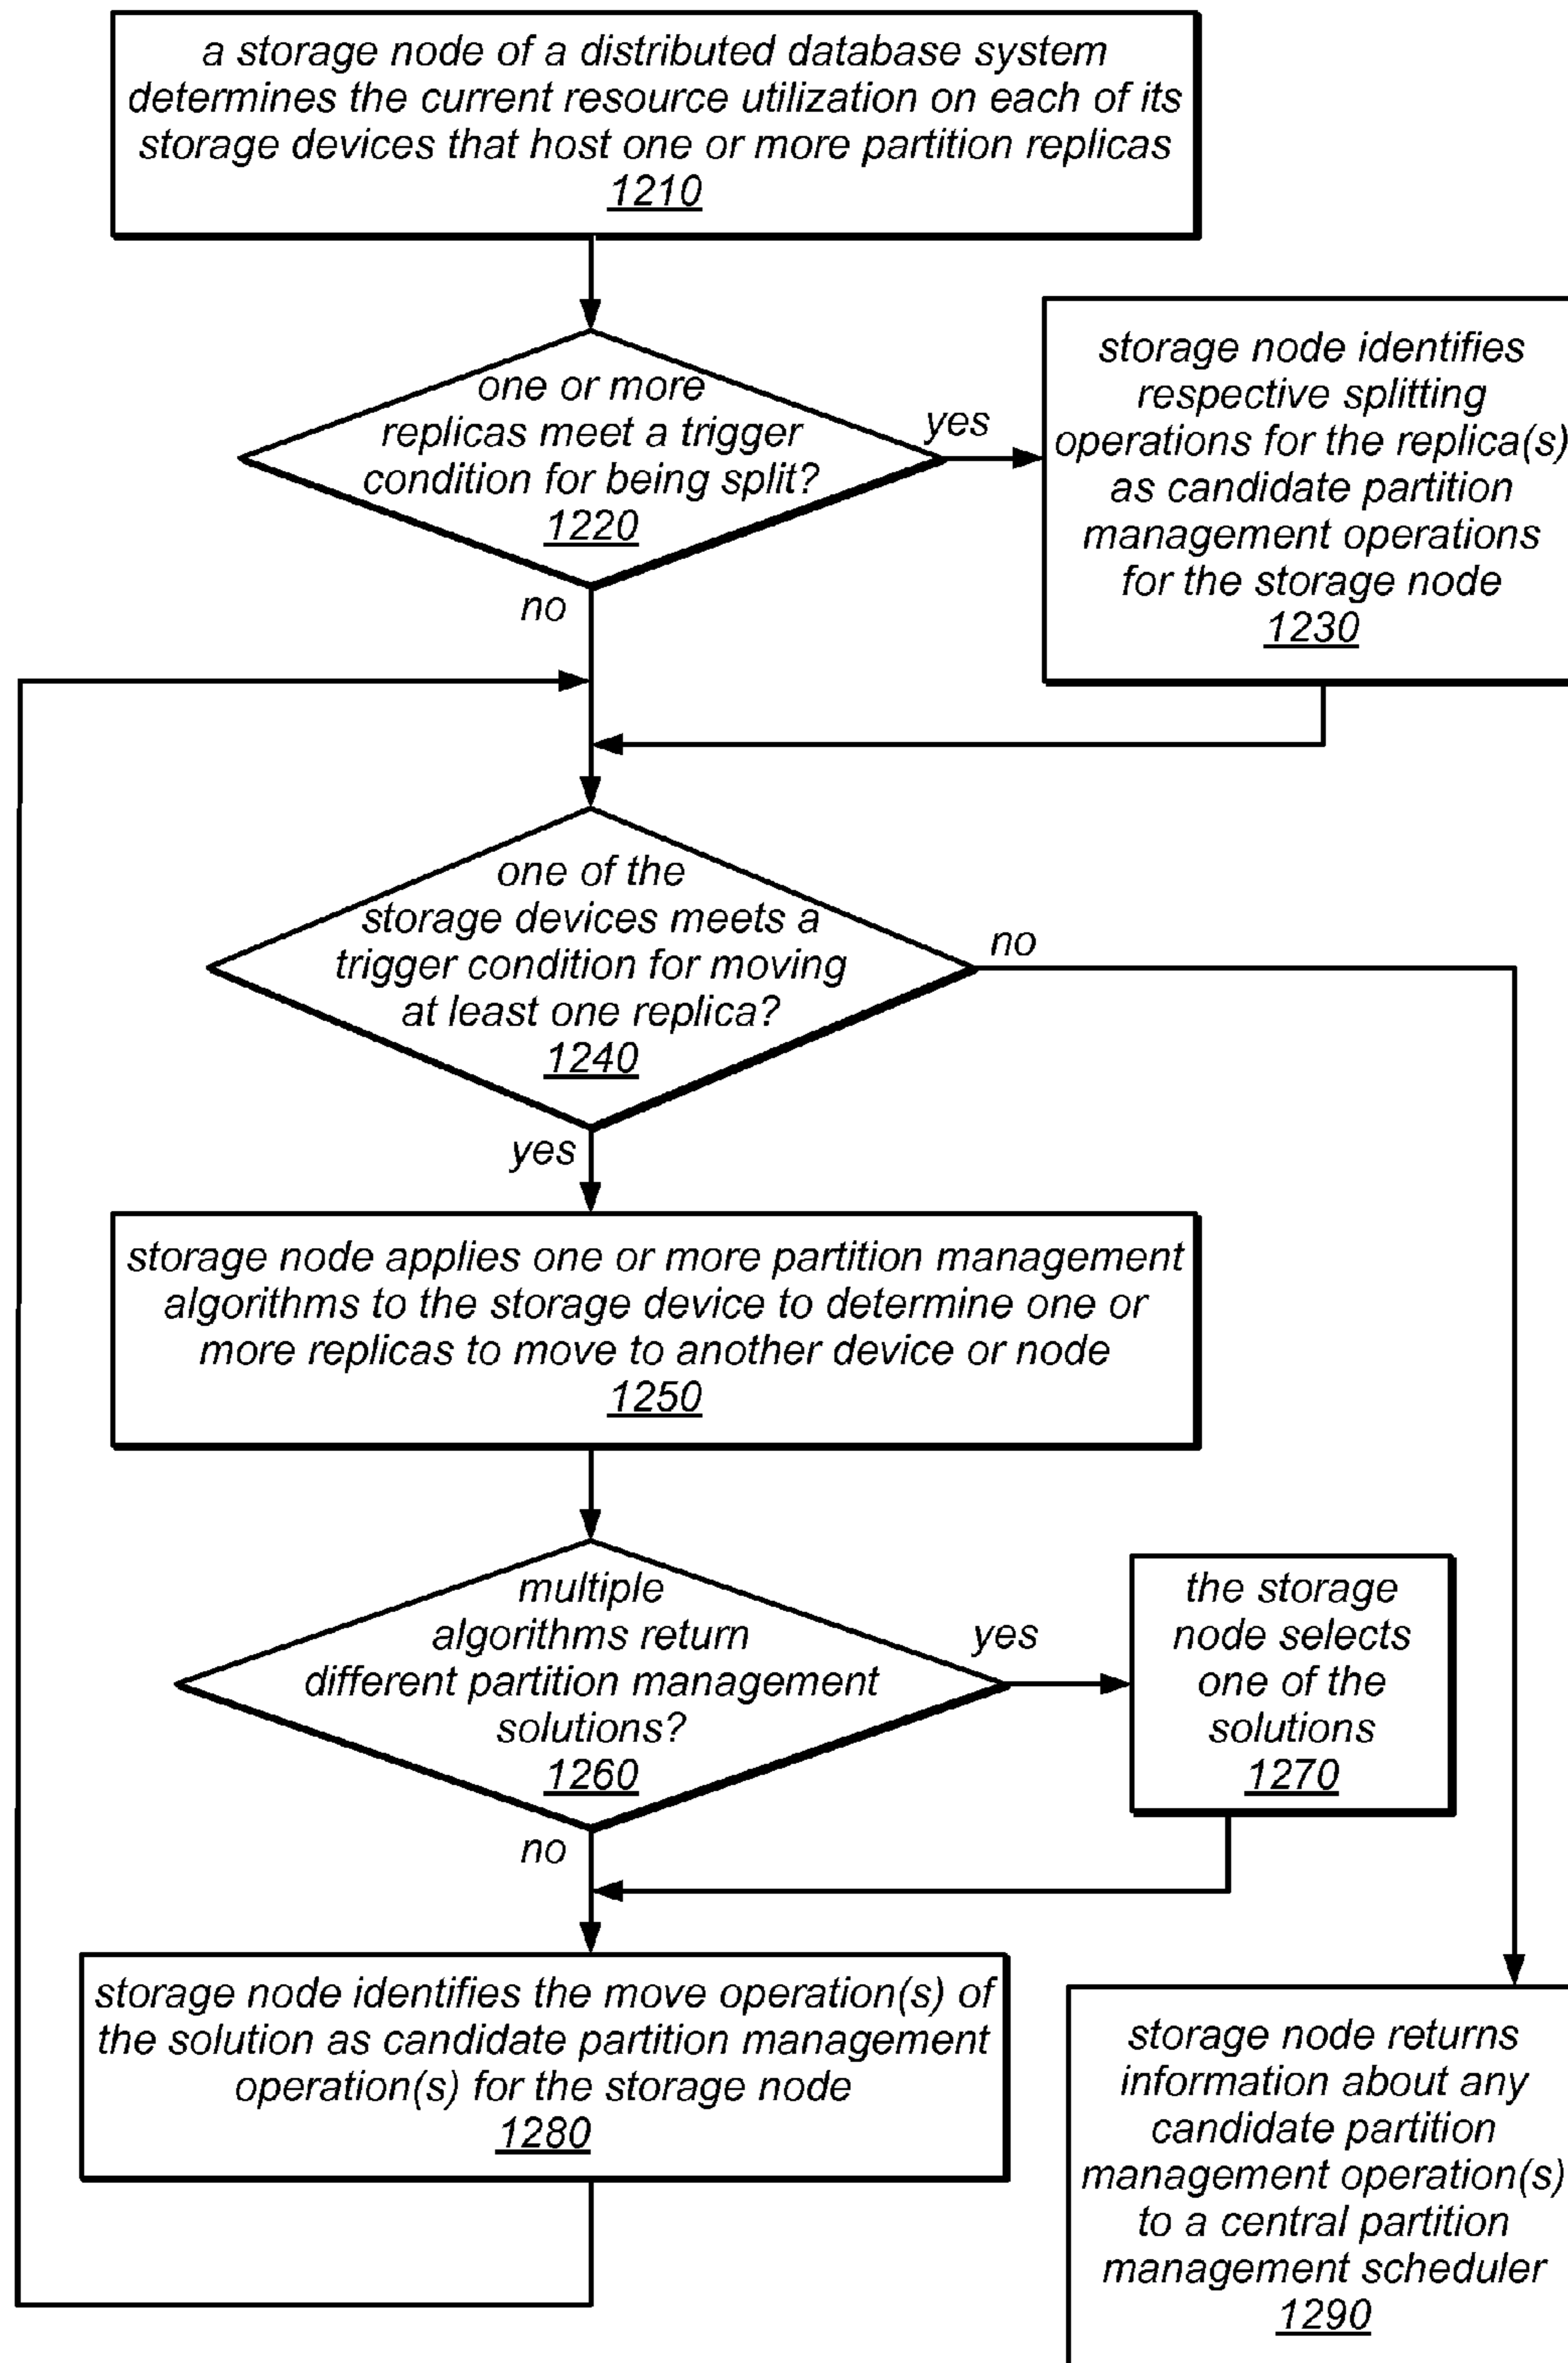 a storage node of a distributed database system
determines the current resource utilization on each of its
storage devices that host one or more partition replicas
1210
one or more
replicas meet a trigger
condition for being split?
1220
yes
no
storage node identifies
respective splitting
operations for the replica(s)
as candidate partition
management operations
for the storage node
1230
one of the
storage devices meets a
trigger condition for moving
at least one replica?
1240
no
yes
storage node applies one or more partition management
algorithms to the storage device to determine one or
more replicas to move to another device or node
1250
multiple
algorithms return
different partition management
solutions?
1260
yes
no
the storage
node selects
one of the
solutions
1270
storage node identifies the move operation(s) of
the solution as candidate partition management
operation(s) for the storage node
1280
storage node returns
information about any
candidate partition
management operation(s)
to a central partition
management scheduler
1290